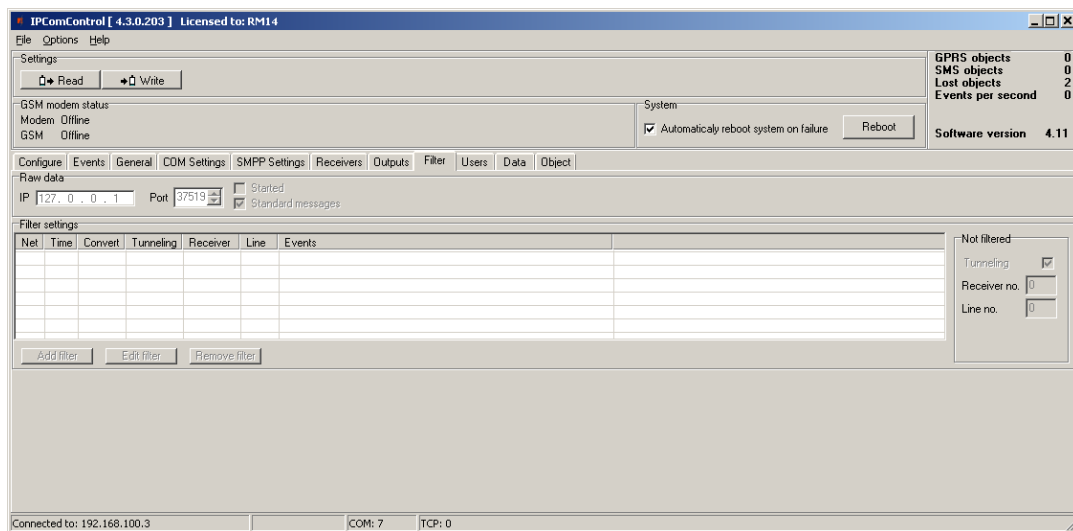 IPComControl [ 4.3.0.203 ] Licensed to: RM14
File Options Help
Settings
Read Write
GSM modem status
Modem Offline
GSM Offline
System
Automaticaly reboot system on failure Reboot
GPRS objects 0
SMS objects 0
Lost objects 2
Events per second 0
Software version 4.11
Configure Events General COM Settings SMPP Settings Receivers Outputs Filter Users Data Object
Raw data
IP 127. 0 . 0 . 1 Port 37519 Started
Standard messages
Filter settings
Net Time Convert Tunneling Receiver Line Events
Not filtered
Tunneling
Receiver no. 0
Line no. 0
Add filter Edit filter Remove filter
Connected to: 192.168.100.3 COM: 7 TCP: 0